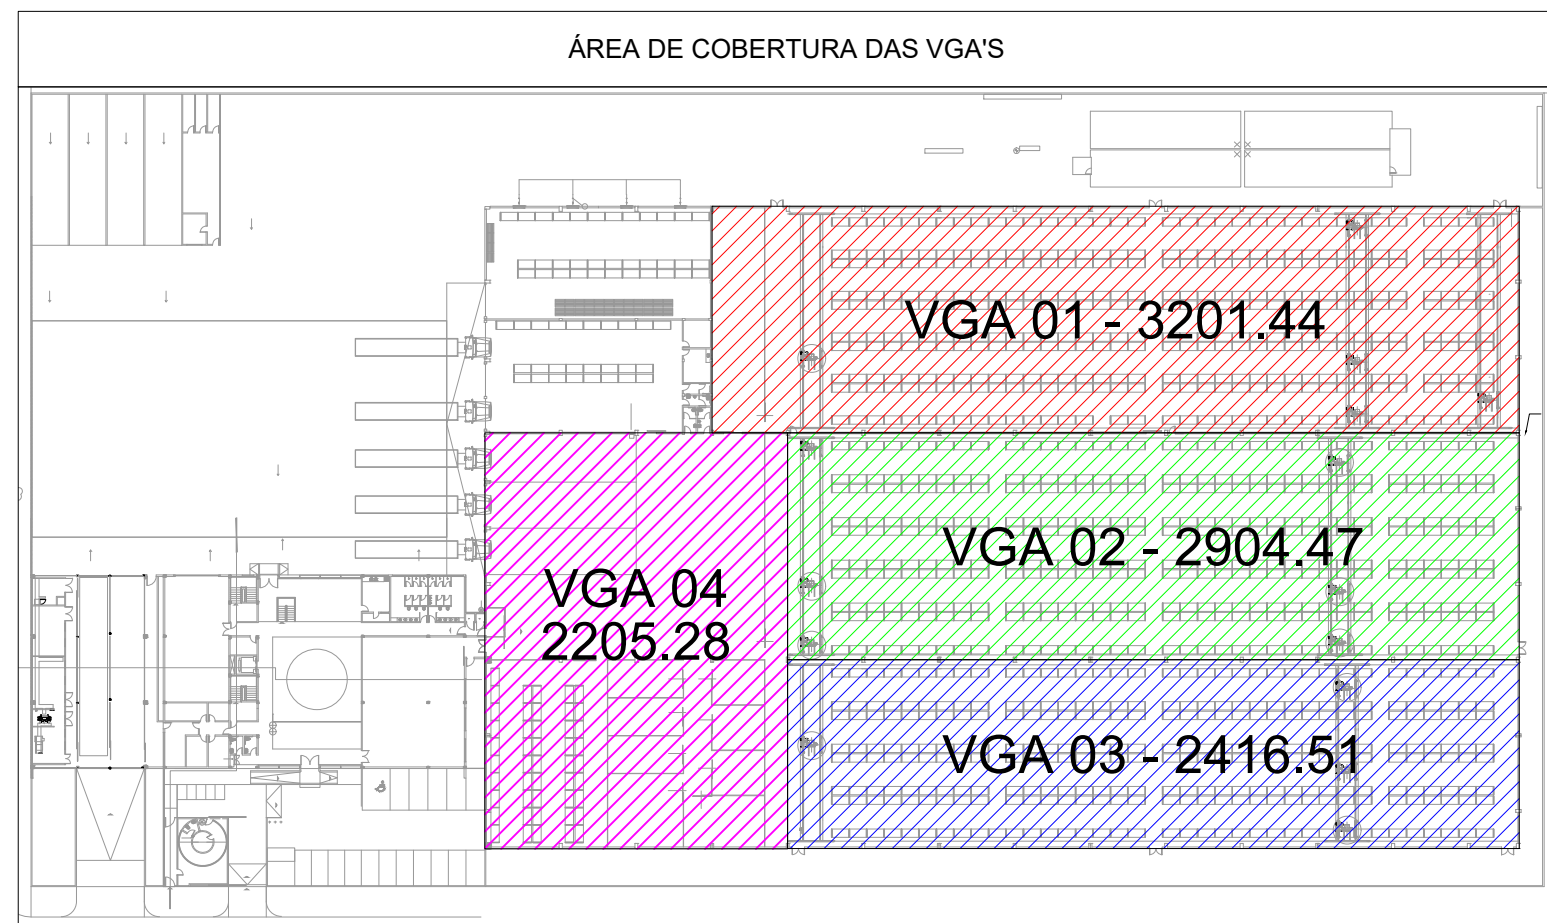 ÁREA DE COBERTURA DAS VGA'S
VGA 01 - 3201.44
VGA 02 - 2904.47
VGA 04
2205.28
VGA 03 - 2416.51